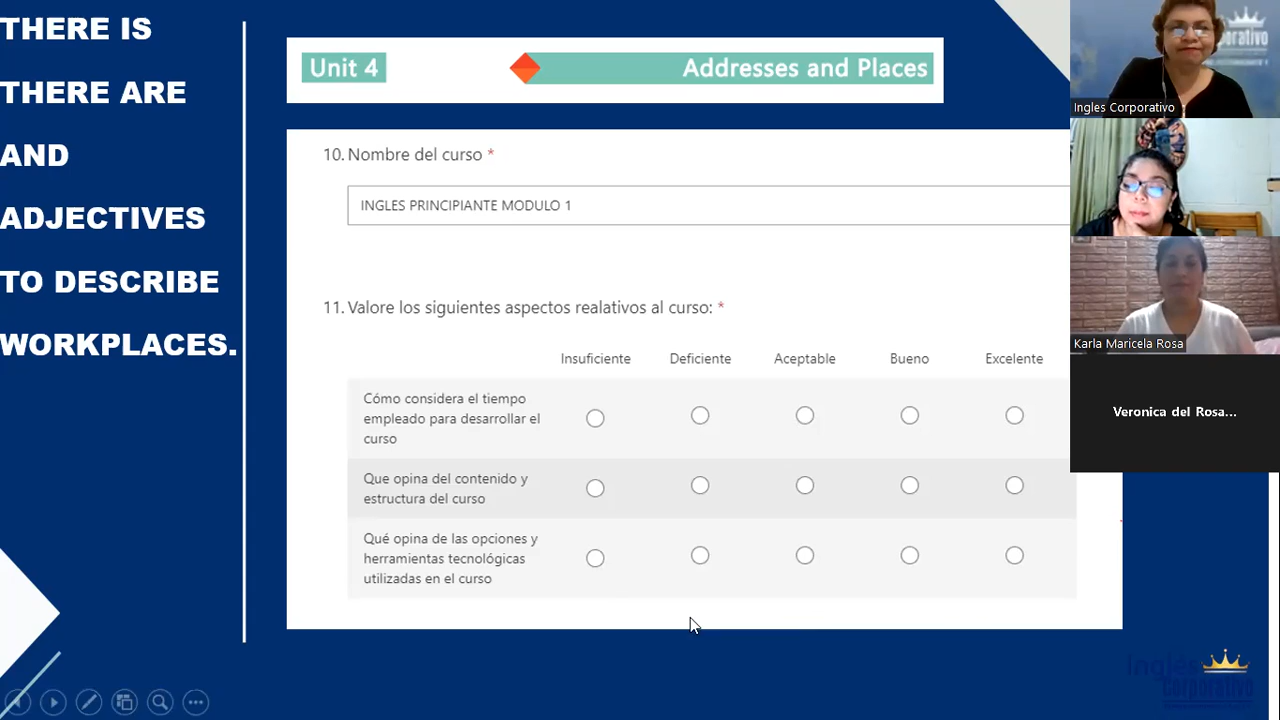 THERE IS
THERE ARE
AND
ADJECTIVES
TO DESCRIBE
WORKPLACES.
Unit 4
Addresses and Places
10. Nombre del curso *
INGLES PRINCIPIANTE MODULO 1
11. Valore los siguientes aspectos realativos al curso: *
Insuficiente Deficiente Aceptable Bueno Excelente
Cómo considera el tiempo
empleado para desarrollar el
curso
Que opina del contenido y
estructura del curso
Qué opina de las opciones y
herramientas tecnológicas
utilizadas en el curso
Ingles Corporativo
Karla Maricela Rosa
Veronica del Rosa...
Inglés
Corporativo